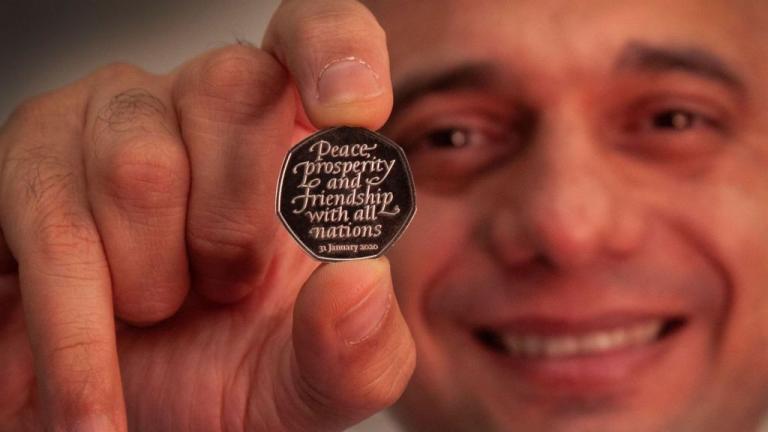 Peace,
prosperity
and
friendship
with all
nations
31 January 2020